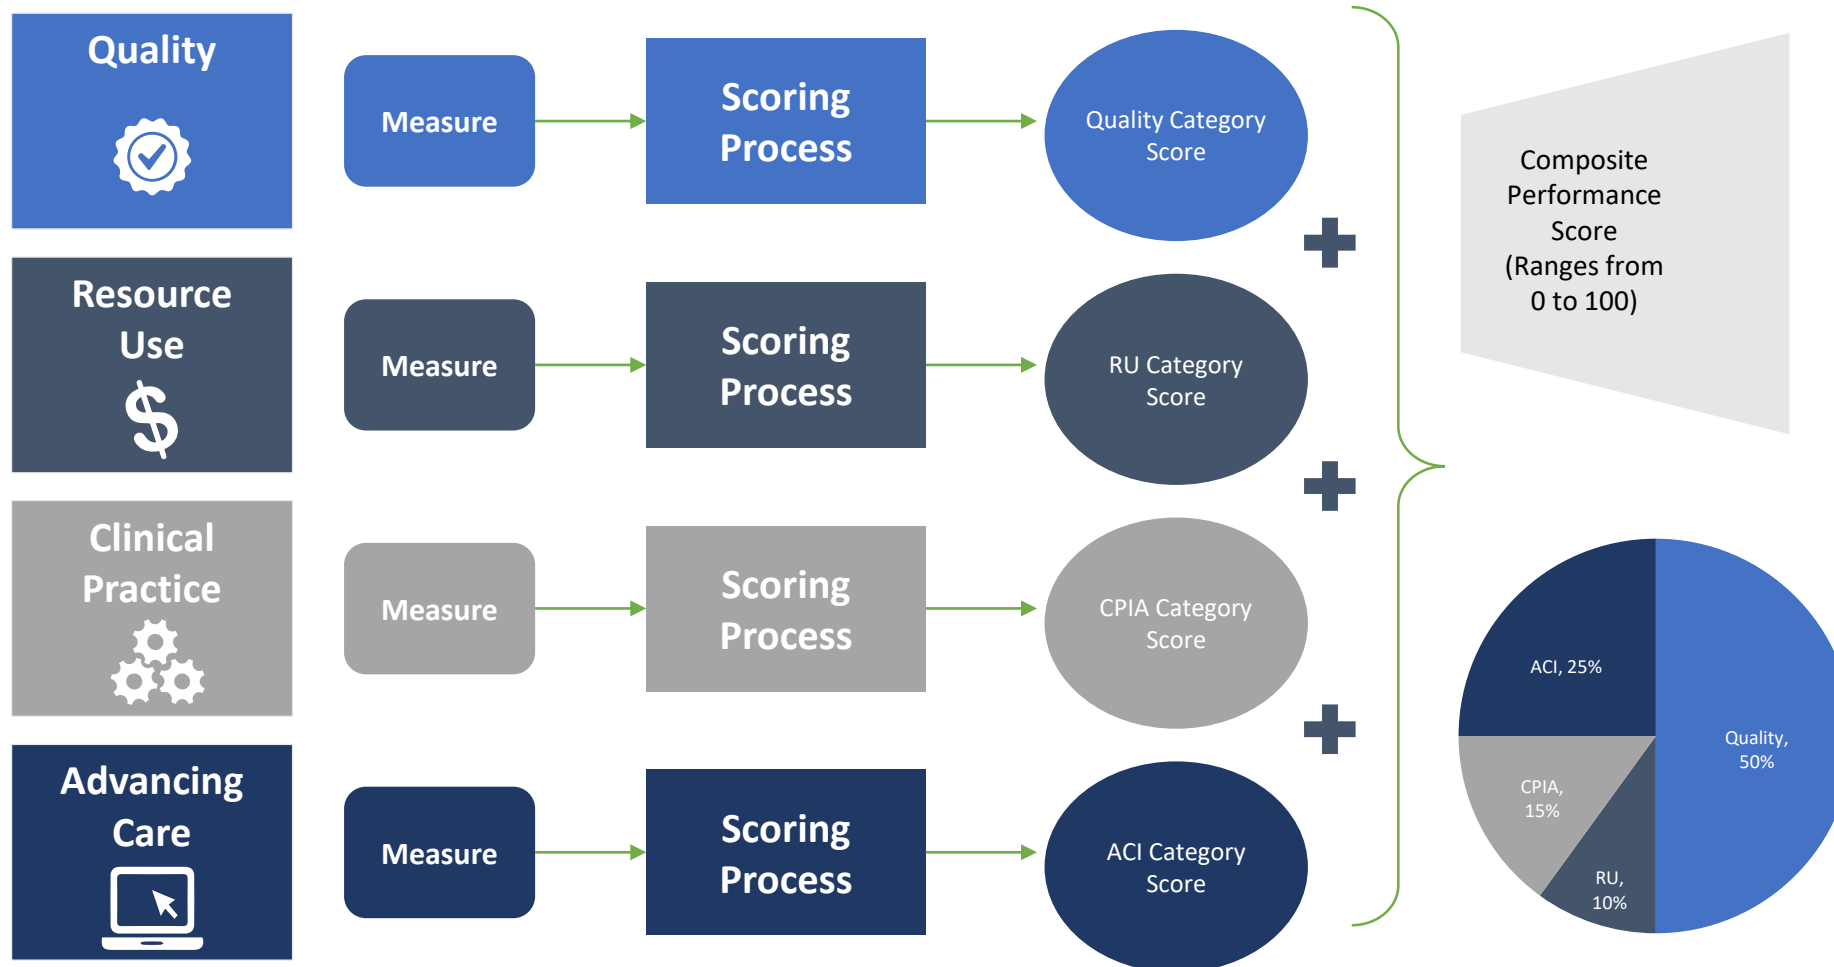 Quality
Measure
Scoring
Process
Quality Category
Score
Resource
Use
Measure
Scoring
Process
RU Category
Score
Clinical
Practice
Measure
Scoring
Process
CPIA Category
Score
Advancing
Care
Measure
Scoring
Process
ACI Category
Score
Composite
Performance
Score
(Ranges from
0 to 100)
ACI, 25%
Quality,
50%
CPIA,
15%
RU,
10%